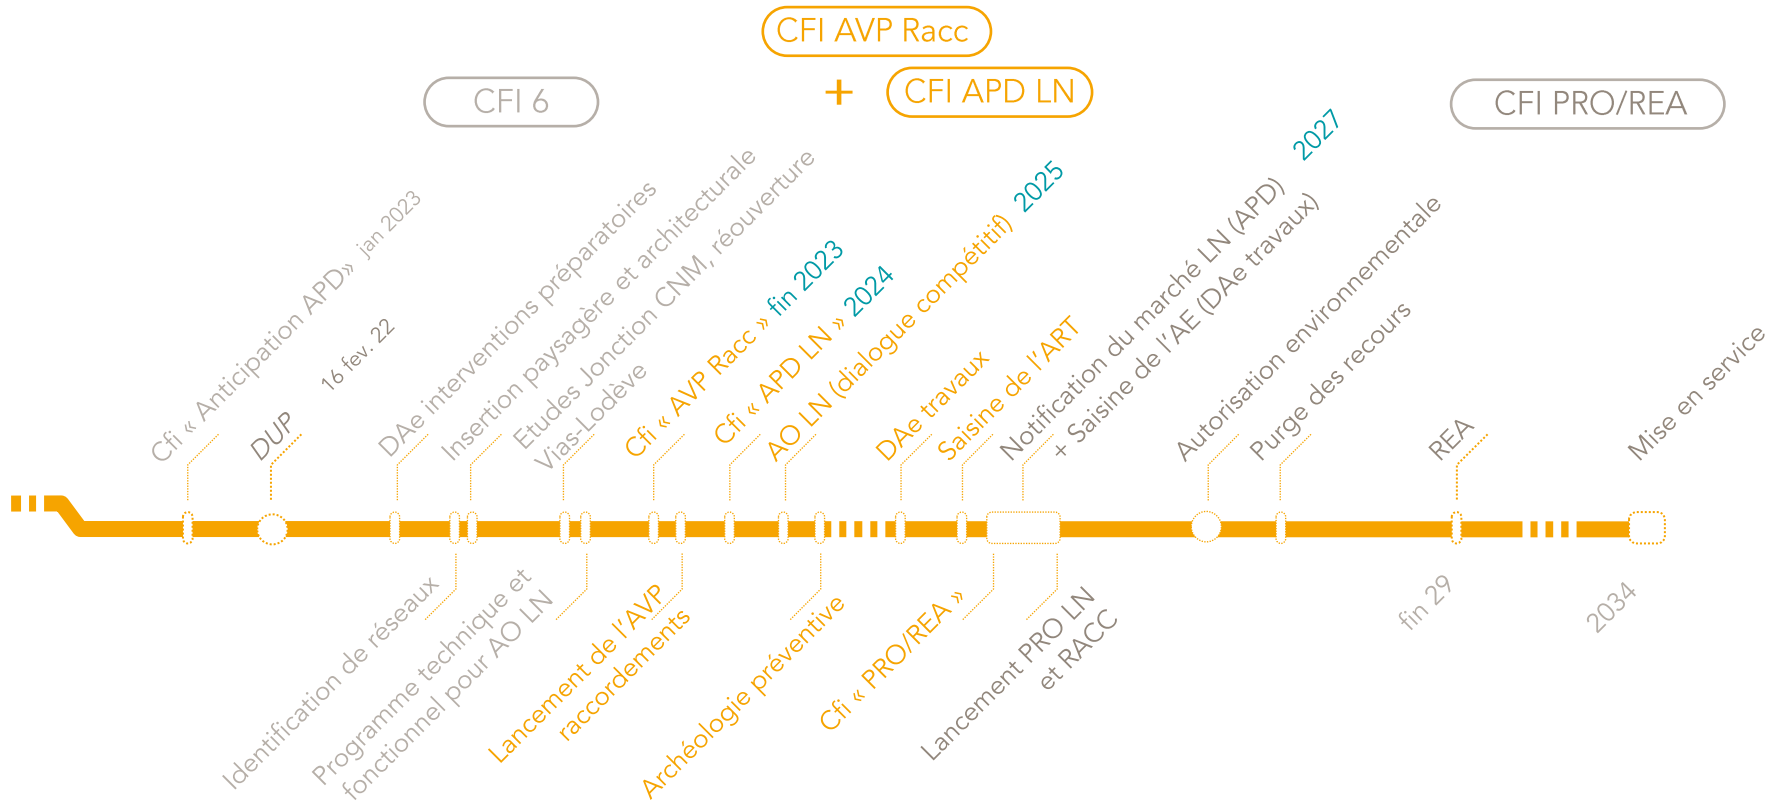 CFI AVP Racc
+
CFI APD LN
CFI 6
CFI PRO/REA
Cfi « Anticipation APD» jan 2023
DUP 16 fev. 22
DAe interventions préparatoires
Insertion paysagère et architecturale
Etudes Jonction CNM, réouverture
Vias-Lodève
Cfi « AVP Racc » fin 2023
Cfi « APD LN » 2024
AO LN (dialogue compétitif) 2025
DAe travaux
Saisine de l'ART
Notification du marché LN (APD) 2027
+ Saisine de l'AE (DAe travaux)
Autorisation environnementale
Purge des recours
REA
Mise en service
Identification de réseaux
Programme technique et
fonctionnel pour AO LN
Lancement de l'AVP
raccordements
Archéologie préventive
Cfi « PRO/REA »
Lancement PRO LN
et RACC
fin 29
2034